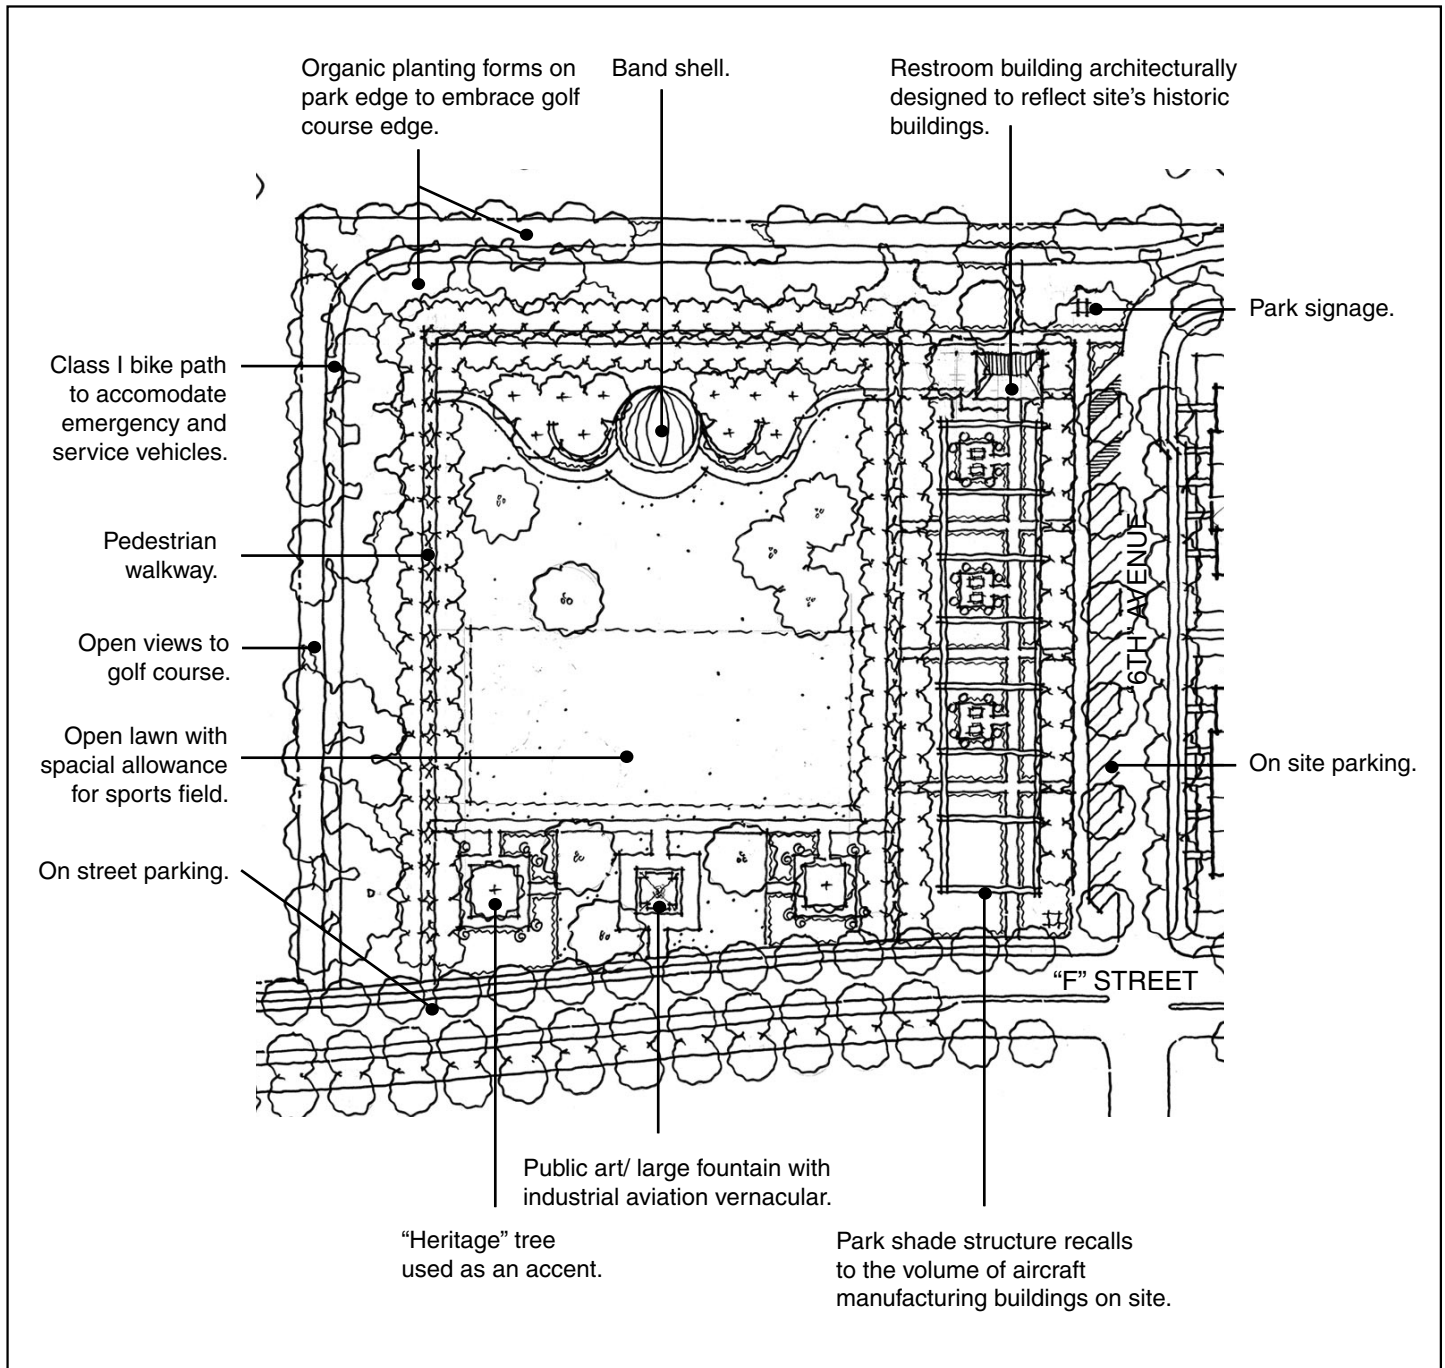 Organic planting forms on
park edge to embrace golf
course edge.
Band shell.
Restroom building architecturally
designed to reflect site’s historic
buildings.
Park signage.
Class I bike path
to accomodate
emergency and
service vehicles.
Pedestrian
walkway.
“6TH’ AVENUE
Open views to
golf course.
Open lawn with
spacial allowance
for sports field.
On site parking.
On street parking.
“F” STREET
Public art/ large fountain with
industrial aviation vernacular.
“Heritage” tree
used as an accent.
Park shade structure recalls
to the volume of aircraft
manufacturing buildings on site.